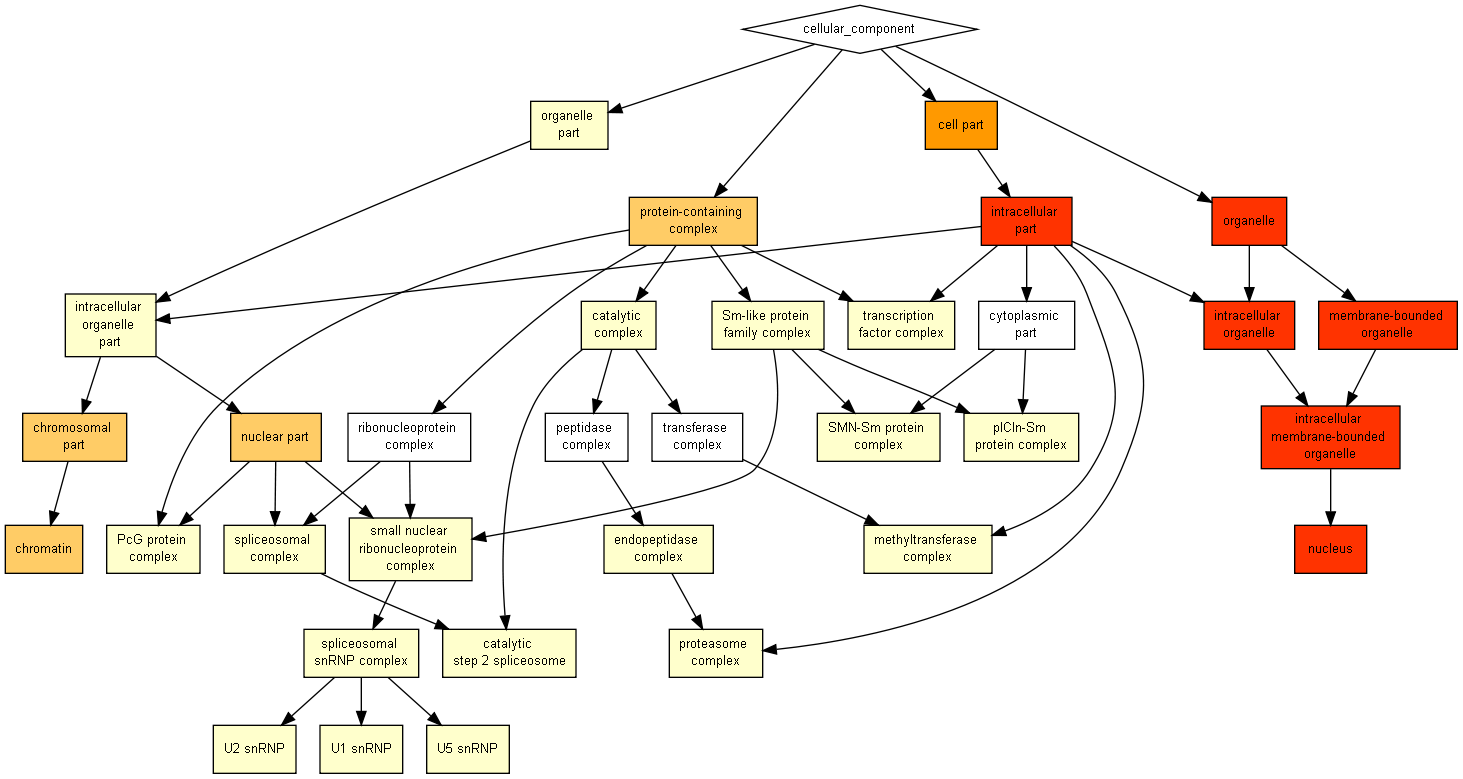 cellular_component
organelle
part
cell part
protein-containing
complex
intracellular
part
organelle
intracellular
organelle
part
catalytic
complex
Sm-like protein
family complex
transcription
factor complex
cytoplasmic
part
intracellular
organelle
membrane-bounded
organelle
chromosomal
part
nuclear part
ribonucleoprotein
complex
peptidase
complex
transferase
complex
SMN-Sm protein
complex
pICln-Sm
protein complex
intracellular
membrane-bounded
organelle
chromatin
PcG protein
complex
spliceosomal
complex
small nuclear
ribonucleoprotein
complex
endopeptidase
complex
methyltransferase
complex
nucleus
spliceosomal
snRNP complex
catalytic
step 2 spliceosome
proteasome
complex
U2 snRNP
U1 snRNP
U5 snRNP